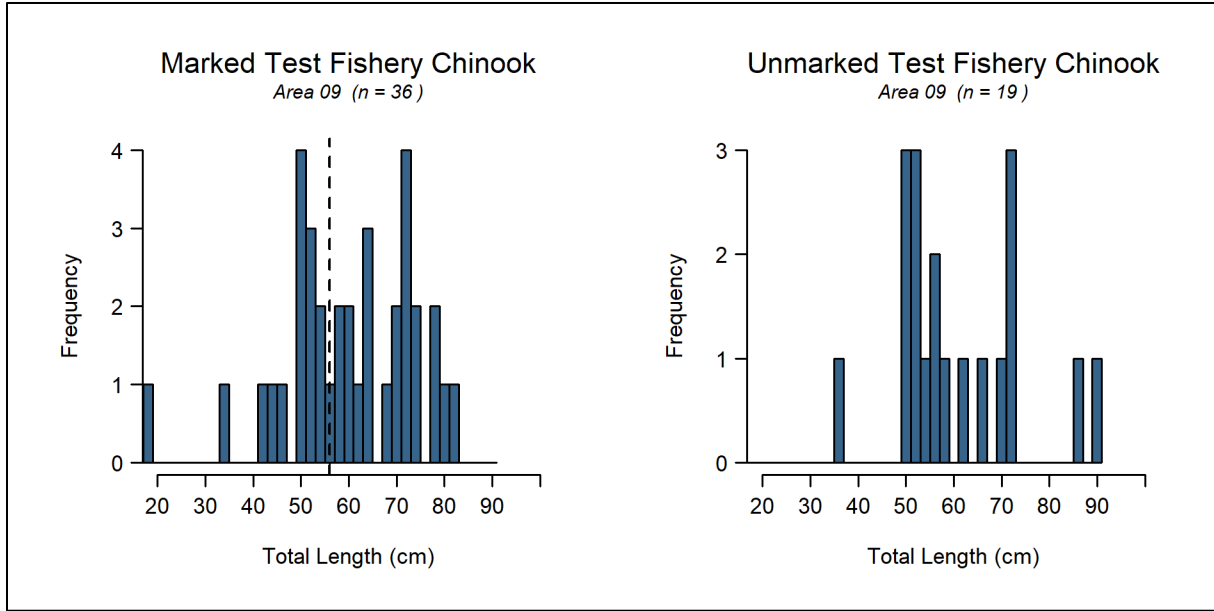 Marked Test Fishery Chinook
Area 09 (n = 36 )
4
3
2
1
0
Frequency
20 30 40 50 60 70 80 90
Total Length (cm)
Unmarked Test Fishery Chinook
Area 09 (n = 19 )
3
2
1
0
Frequency
20 30 40 50 60 70 80 90
Total Length (cm)